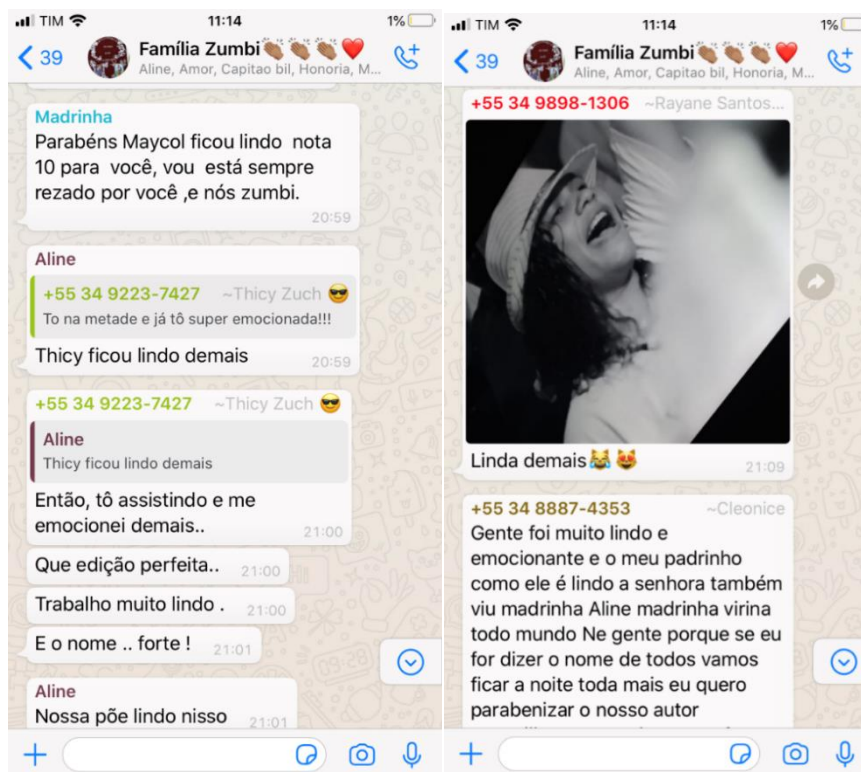 TIM 11:14 1%
39 Família Zumbi
Aline, Amor, Capitao bil, Honoria, M...
Madrinha
Parabéns Maycol ficou lindo nota
10 para você, vou está sempre
rezado por você ,e nós zumbi.
20:59
Aline
+55 34 9223-7427 ~Thicy Zuch
To na metade e já tô super emocionada!!!
Thicy ficou lindo demais
20:59
+55 34 9223-7427 ~Thicy Zuch
Aline
Thicy ficou lindo demais
Então, tô assistindo e me
emocionei demais..
21:00
Que edição perfeita.. 21:00
Trabalho muito lindo . 21:00
E o nome .. forte ! 21:01
Aline
Nossa põe lindo nisso 21:01
TIM 11:14 1%
39 Família Zumbi
Aline, Amor, Capitao bil, Honoria, M...
+55 34 9898-1306 ~Rayane Santos...
Linda demais
21:09
+55 34 8887-4353 ~Cleonice
Gente foi muito lindo e
emocionante e o meu padrinho
como ele é lindo a senhora também
viu madrinha Aline madrinha virina
todo mundo Ne gente porque se eu
for dizer o nome de todos vamos
ficar a noite toda mais eu quero
parabenizar o nosso autor